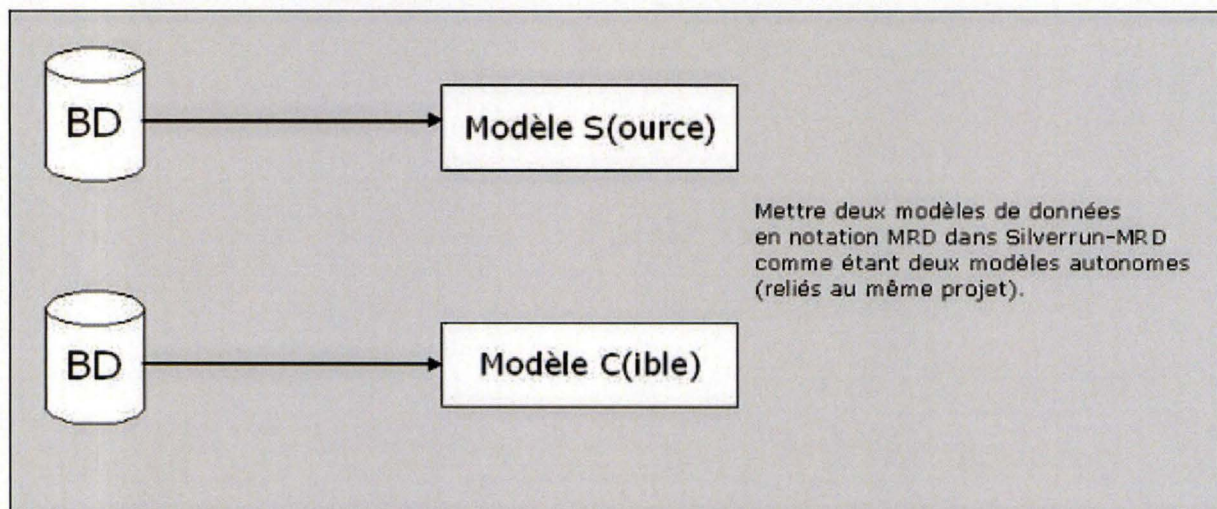 BD
Modèle S(ource)
Mettre deux modèles de données
en notation MRD dans Silverrun-MRD
comme étant deux modèles autonomes
(reliés au même projet).
BD
Modèle C(ible)